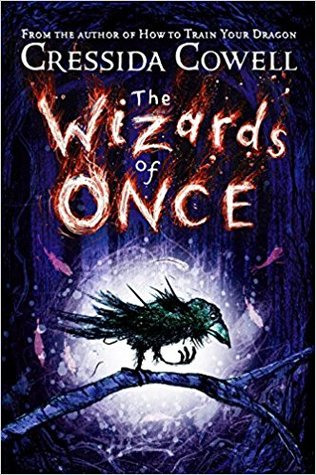 FROM THE AUTHOR OF HOW TO TRAIN YOUR DRAGON
CRESSIDA COWELL
The
Wizards
of
ONCE